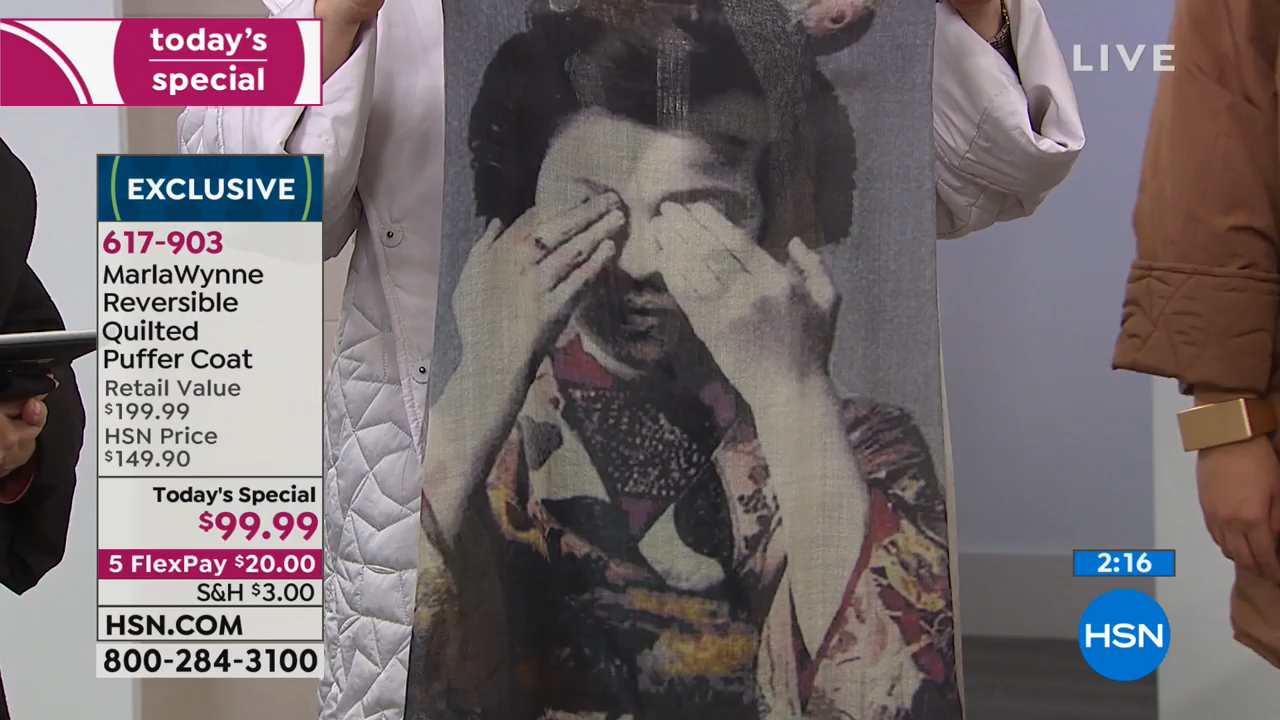 today's
special
LIVE
EXCLUSIVE
617-903
MarlaWynne
Reversible
Quilted
Puffer Coat
Retail Value
$199.99
HSN Price
$149.90
Today's Special
$99.99
5 FlexPay $20.00
S&H $3.00
HSN.COM
800-284-3100
2:16
HSN